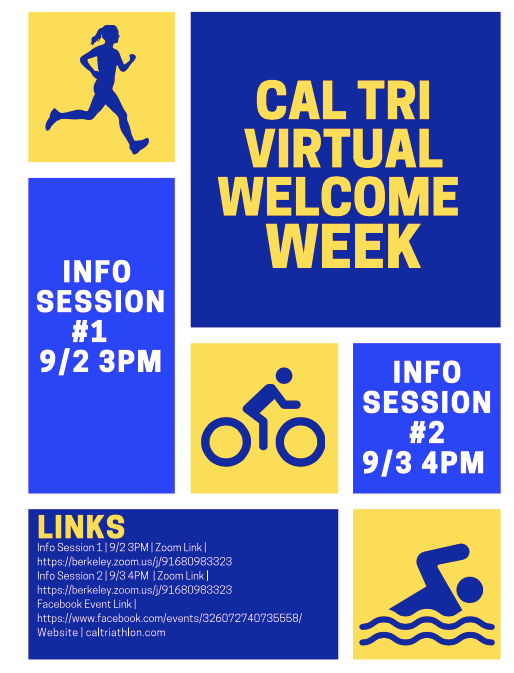 CAL TRI
VIRTUAL
WELCOME
WEEK
INFO
SESSION
#1
9/2 3PM
INFO
SESSION
#2
9/3 4PM
LINKS
Info Session 1 | 9/2 3PM | Zoom Link |
https://berkeley.zoom.us/j/91680983323
Info Session 2 | 9/3 4PM | Zoom Link |
https://berkeley.zoom.us/j/91680983323
Facebook Event Link |
https://www.facebook.com/events/326072740735558/
Website | caltriathlon.com